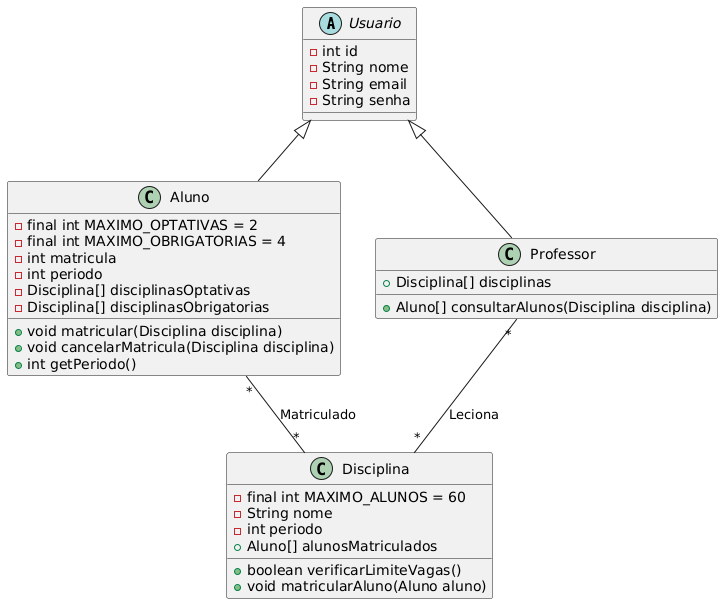 A Usuario
int id
String nome
String email
String senha
C Aluno
final int MAXIMO_OPTATIVAS = 2
final int MAXIMO_OBRIGATORIAS = 4
int matricula
int periodo
Disciplina[] disciplinasOptativas
Disciplina[] disciplinasObrigatorias
void matricular(Disciplina disciplina)
void cancelarMatricula(Disciplina disciplina)
int getPeriodo()
C Professor
Disciplina[] disciplinas
Aluno[] consultarAlunos(Disciplina disciplina)
*
Matriculado
*
*
Leciona
*
C Disciplina
final int MAXIMO_ALUNOS = 60
String nome
int periodo
Aluno[] alunosMatriculados
boolean verificarLimiteVagas()
void matricularAluno(Aluno aluno)